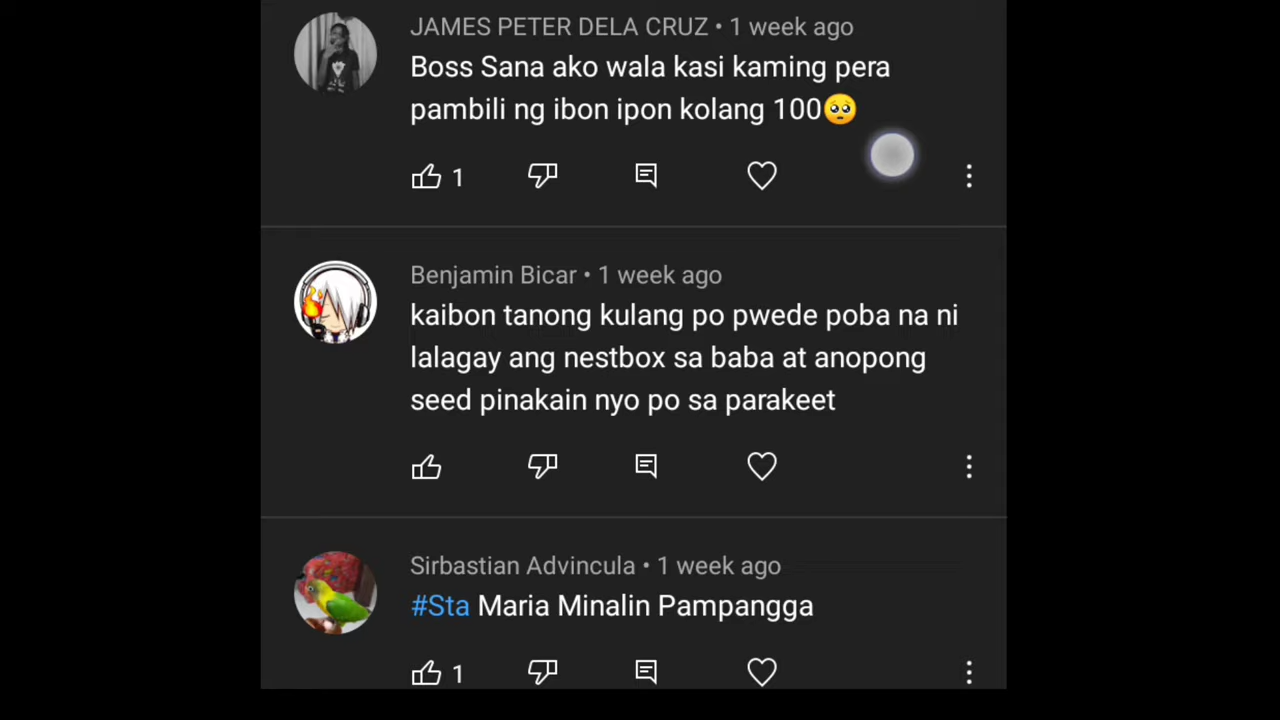 JAMES PETER DELA CRUZ • 1 week ago
Boss Sana ako wala kasi kaming pera
pambili ng ibon ipon kolang 100🥺
1
Benjamin Bicar • 1 week ago
kaibon tanong kulang po pwede poba na ni
lalagay ang nestbox sa baba at anopong
seed pinakain nyo po sa parakeet
Sirbastian Advincula • 1 week ago
#Sta Maria Minalin Pampangga
1